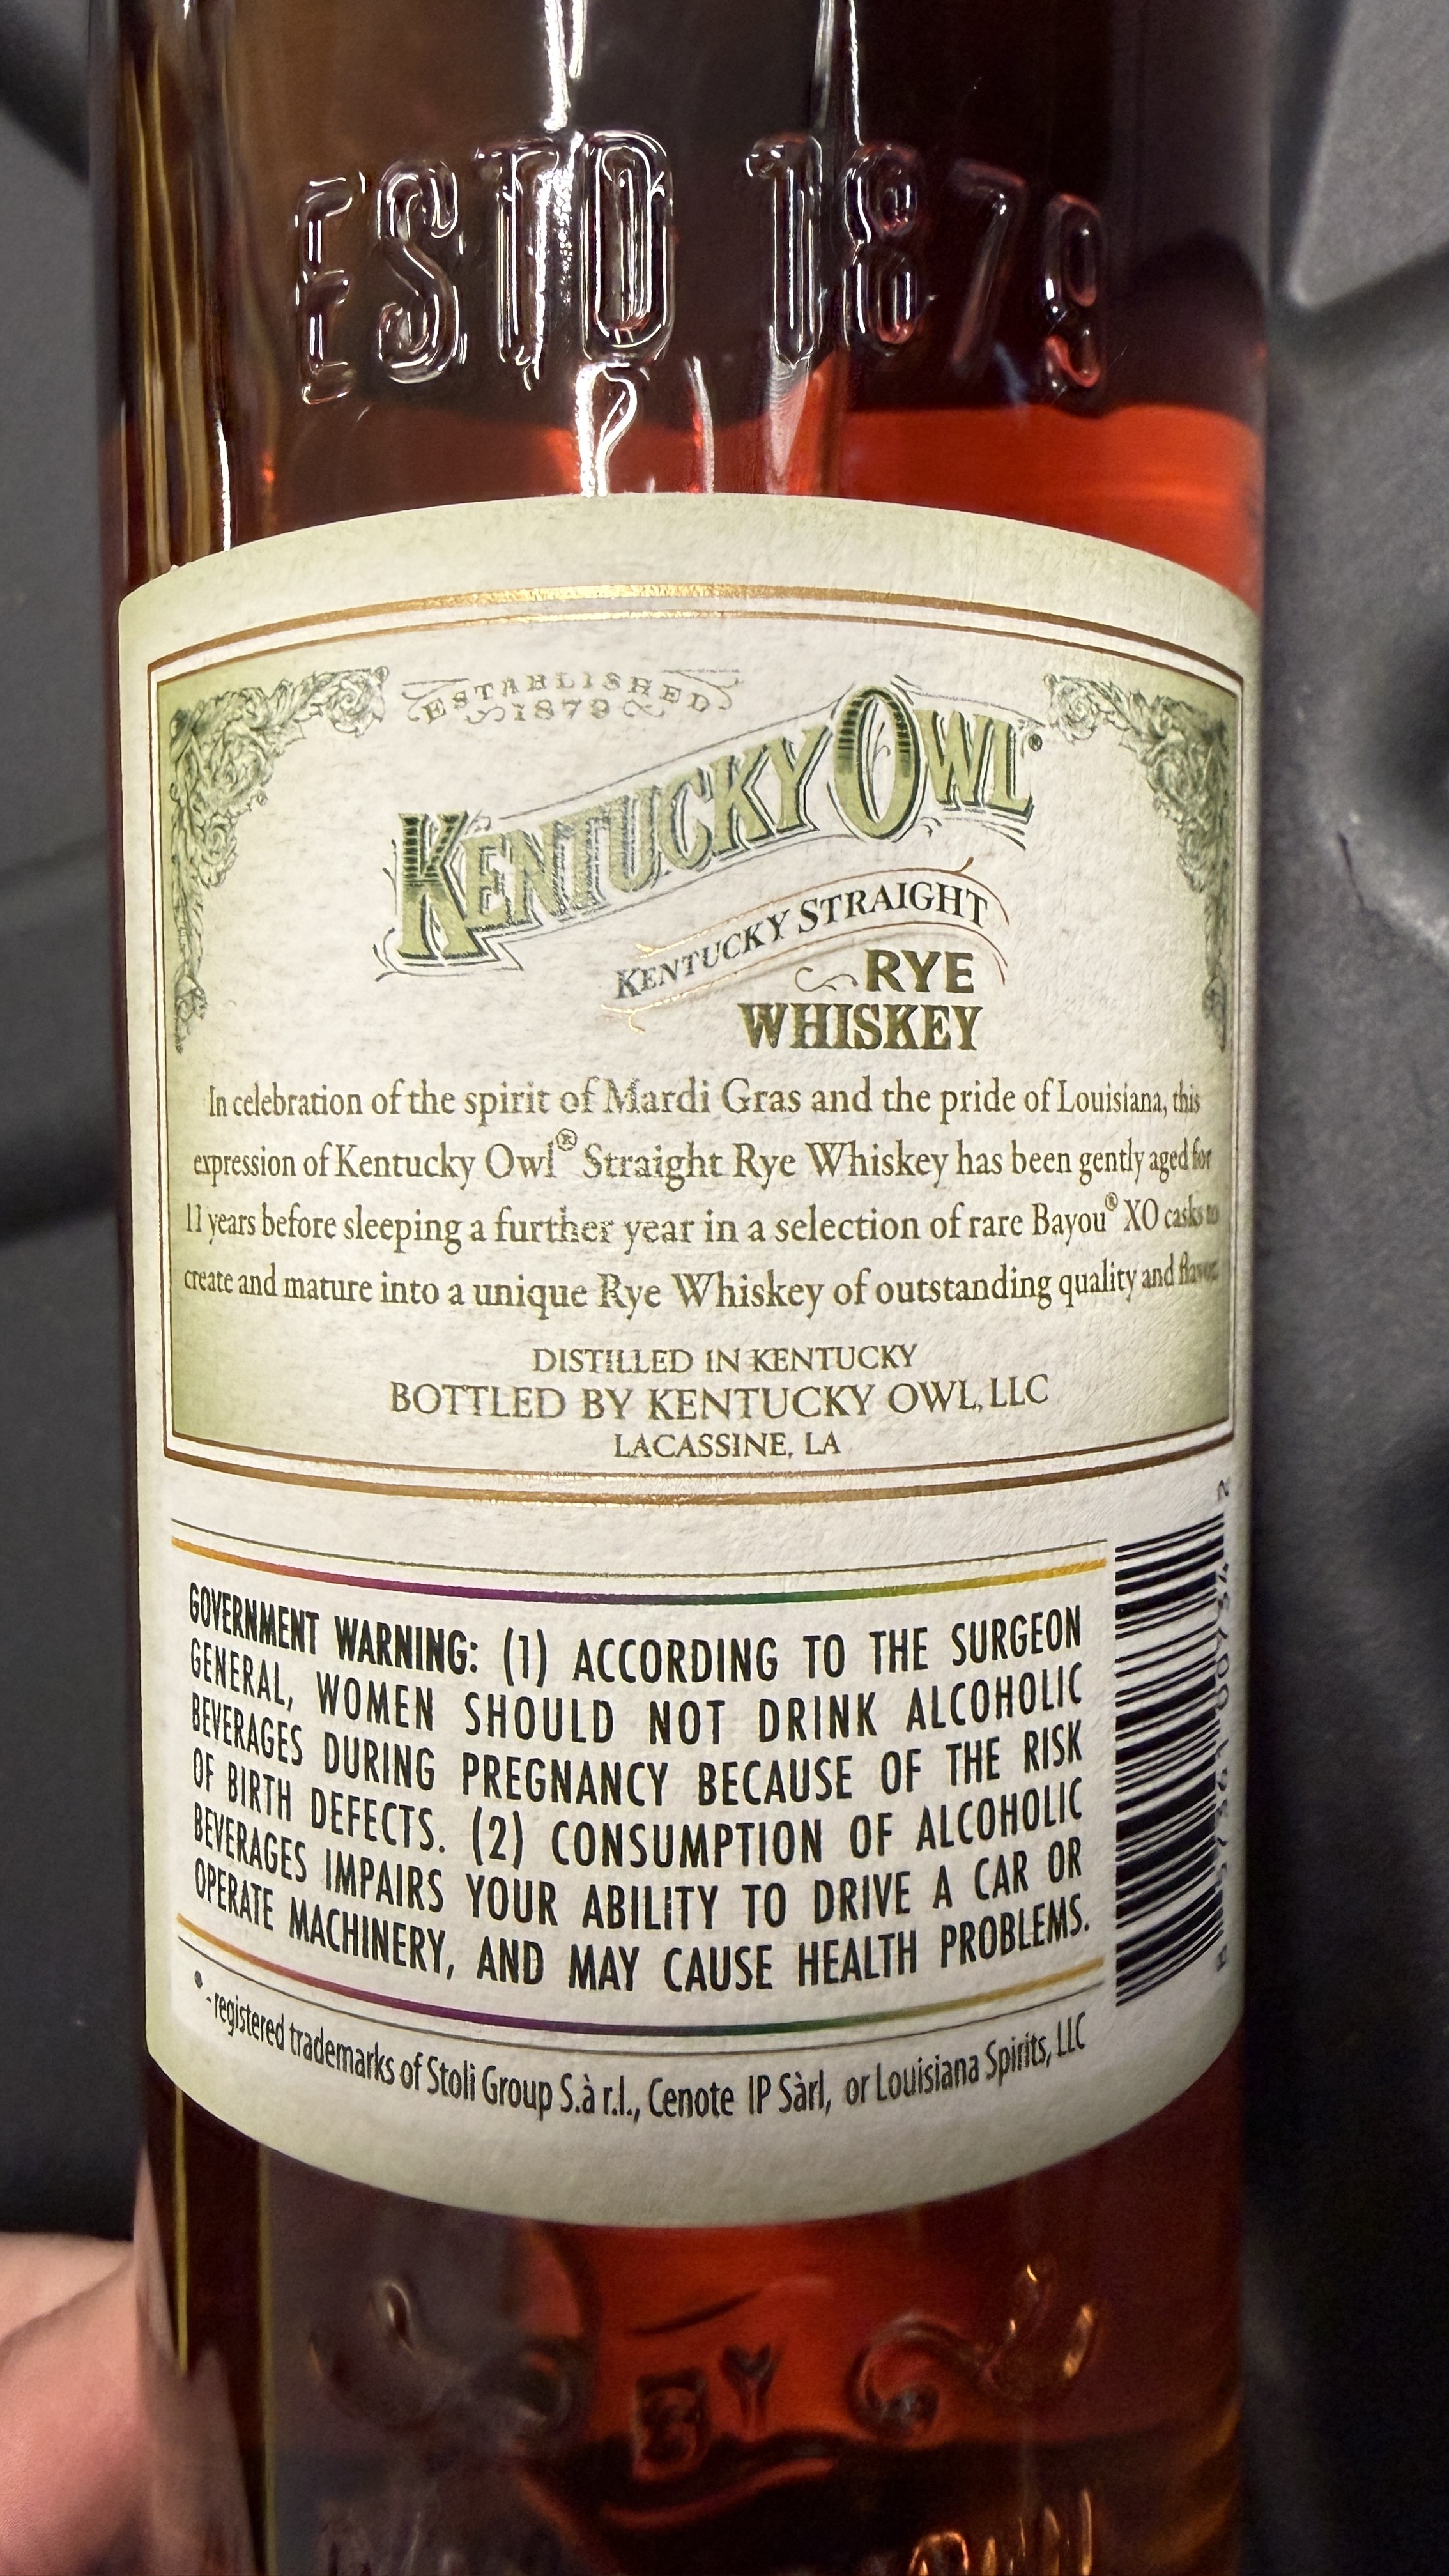 ESTD 1879
ESTABLISHED
1879
KENTUCKY OWL®
KENTUCKY STRAIGHT
RYE
WHISKEY
In celebration of the spirit of Mardi Gras and the pride of Louisiana, this
expression of Kentucky Owl® Straight Rye Whiskey has been gently aged for
11 years before sleeping a further year in a selection of rare Bayou® XO casks to
create and mature into a unique Rye Whiskey of outstanding quality and flavor.
DISTILLED IN KENTUCKY
BOTTLED BY KENTUCKY OWL, LLC
LACASSINE, LA
GOVERNMENT WARNING: (1) ACCORDING TO THE SURGEON
GENERAL, WOMEN SHOULD NOT DRINK ALCOHOLIC
BEVERAGES DURING PREGNANCY BECAUSE OF THE RISK
OF BIRTH DEFECTS. (2) CONSUMPTION OF ALCOHOLIC
BEVERAGES IMPAIRS YOUR ABILITY TO DRIVE A CAR OR
OPERATE MACHINERY, AND MAY CAUSE HEALTH PROBLEMS.
® - registered trademarks of Stoli Group S.à r.l., Cenote IP Sàrl, or Louisiana Spirits, LLC
BY